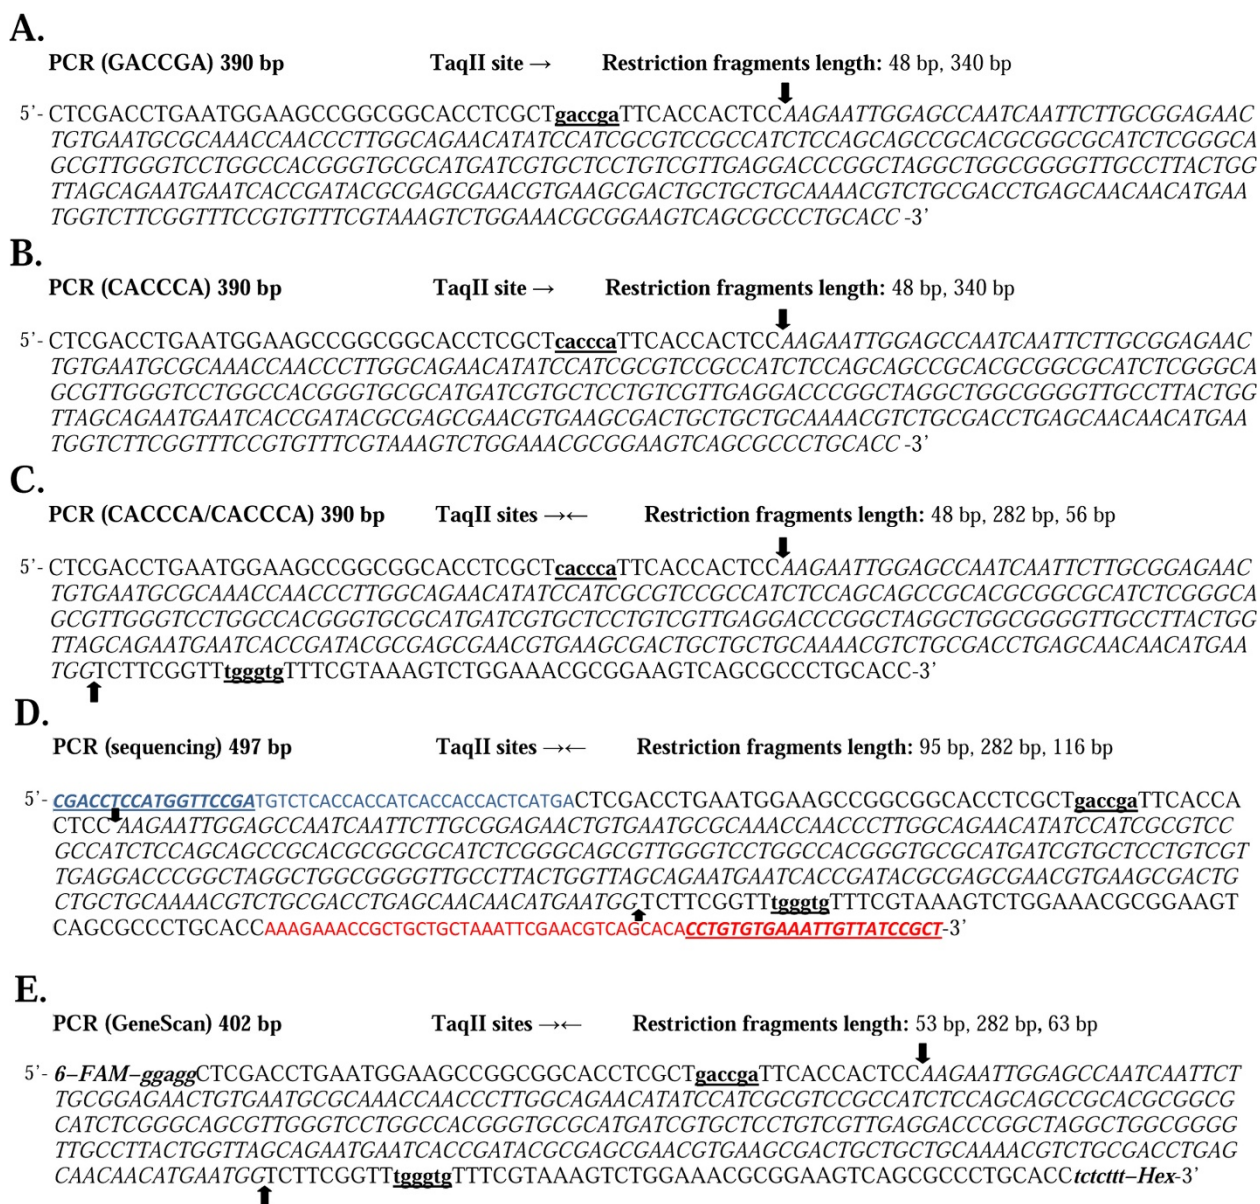 A.
PCR (GACCGA) 390 bp TaqII site → Restriction fragments length: 48 bp, 340 bp
5'- CTCGACCTGAATGGAAGCCGGCGGCACCTCGCTgaccgaTTCACCACTCCAAGAATTGGAGCCAATCAATTCTTGCGGAGAAC
TGTGAATGCGCAAACCAACCCTTGGCAGAACATATCCATCGCGTCCGCCATCTCCAGCAGCCGCACGCGGCGCATCTCGGGCA
GCGTTGGGTCCTGGCCACGGGTGCGCATGATCGTGCTCCTGTCGTTGAGGACCCGGCTAGGCTGGCGGGGTTGCCTTACTGG
TTAGCAGAATGAATCACCGATACGCGAGCGAACGTGAAGCGACTGCTGCTGCAAAACGTCTGCGACCTGAGCAACAACATGAA
TGGTCTTCGGTTTCCGTGTTTCGTAAAGTCTGGAAACGCGGAAGTCAGCGCCCTGCACC -3'
B.
PCR (CACCCA) 390 bp TaqII site → Restriction fragments length: 48 bp, 340 bp
5'- CTCGACCTGAATGGAAGCCGGCGGCACCTCGCTcacccaTTCACCACTCCAAGAATTGGAGCCAATCAATTCTTGCGGAGAAC
TGTGAATGCGCAAACCAACCCTTGGCAGAACATATCCATCGCGTCCGCCATCTCCAGCAGCCGCACGCGGCGCATCTCGGGCA
GCGTTGGGTCCTGGCCACGGGTGCGCATGATCGTGCTCCTGTCGTTGAGGACCCGGCTAGGCTGGCGGGGTTGCCTTACTGG
TTAGCAGAATGAATCACCGATACGCGAGCGAACGTGAAGCGACTGCTGCTGCAAAACGTCTGCGACCTGAGCAACAACATGAA
TGGTCTTCGGTTTCCGTGTTTCGTAAAGTCTGGAAACGCGGAAGTCAGCGCCCTGCACC -3'
C.
PCR (CACCCA/CACCCA) 390 bp TaqII sites →← Restriction fragments length: 48 bp, 282 bp, 56 bp
5'- CTCGACCTGAATGGAAGCCGGCGGCACCTCGCTcacccaTTCACCACTCCAAGAATTGGAGCCAATCAATTCTTGCGGAGAAC
TGTGAATGCGCAAACCAACCCTTGGCAGAACATATCCATCGCGTCCGCCATCTCCAGCAGCCGCACGCGGCGCATCTCGGGCA
GCGTTGGGTCCTGGCCACGGGTGCGCATGATCGTGCTCCTGTCGTTGAGGACCCGGCTAGGCTGGCGGGGTTGCCTTACTGG
TTAGCAGAATGAATCACCGATACGCGAGCGAACGTGAAGCGACTGCTGCTGCAAAACGTCTGCGACCTGAGCAACAACATGAA
TGGTCTTCGGTTtgggtgTTTCGTAAAGTCTGGAAACGCGGAAGTCAGCGCCCTGCACC-3'
D.
PCR (sequencing) 497 bp TaqII sites →← Restriction fragments length: 95 bp, 282 bp, 116 bp
5'- CGACCTCCATGGTTCCGATGTCTCACCACCATCACCACCACTCATGACTCGACCTGAATGGAAGCCGGCGGCACCTCGCTgaccgaTTCACCA
CTCCAAGAATTGGAGCCAATCAATTCTTGCGGAGAACTGTGAATGCGCAAACCAACCCTTGGCAGAACATATCCATCGCGTCC
GCCATCTCCAGCAGCCGCACGCGGCGCATCTCGGGCAGCGTTGGGTCCTGGCCACGGGTGCGCATGATCGTGCTCCTGTCGT
TGAGGACCCGGCTAGGCTGGCGGGGTTGCCTTACTGGTTAGCAGAATGAATCACCGATACGCGAGCGAACGTGAAGCGACTG
CTGCTGCAAAACGTCTGCGACCTGAGCAACAACATGAATGGTCTTCGGTTtgggtgTTTCGTAAAGTCTGGAAACGCGGAAGT
CAGCGCCCTGCACCAAAGAAACCGCTGCTGCTAAATTCGAACGTCAGCACACCTGTGTGAAATTGTTATCCGCT-3'
E.
PCR (GeneScan) 402 bp TaqII sites →← Restriction fragments length: 53 bp, 282 bp, 63 bp
5'- 6–FAM–ggaggCTCGACCTGAATGGAAGCCGGCGGCACCTCGCTgaccgaTTCACCACTCCAAGAATTGGAGCCAATCAATTCT
TGCGGAGAACTGTGAATGCGCAAACCAACCCTTGGCAGAACATATCCATCGCGTCCGCCATCTCCAGCAGCCGCACGCGGCG
CATCTCGGGCAGCGTTGGGTCCTGGCCACGGGTGCGCATGATCGTGCTCCTGTCGTTGAGGACCCGGCTAGGCTGGCGGGG
TTGCCTTACTGGTTAGCAGAATGAATCACCGATACGCGAGCGAACGTGAAGCGACTGCTGCTGCAAAACGTCTGCGACCTGAG
CAACAACATGAATGGTCTTCGGTTtgggtgTTTCGTAAAGTCTGGAAACGCGGAAGTCAGCGCCCTGCACCtctcttt–Hex-3'